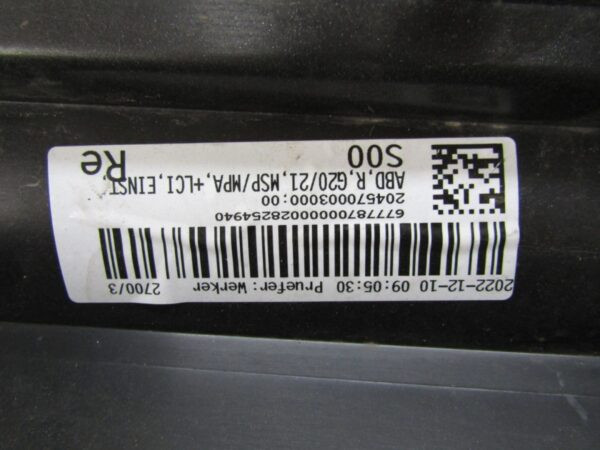 2022-12-10 09:05:30 Pruefer:Werker 2700/3
6777870000000028254940
204570003000:00
ABD,R,G20/21,MSP/MPA,+LCI,EINST,
S00 Re